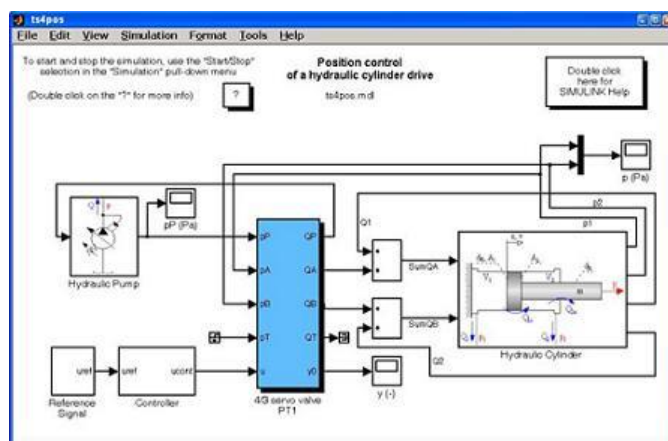 ts4pos
File Edit View Simulation Format Tools Help
To start and stop the simulation, use the "Start/Stop"
selection in the "Simulation" pull-down menu
(Double click on the "?" for more info)
?
Position control
of a hydraulic cylinder drive
ts4pos.mdl
Double click
here for
SIMULINK Help
p (Pa)
pP (Pa)
Hydraulic Pump
pP QP
pA QA
pB QB
pT QT
u y0
4/3 servo valve
PT1
Q1
p2
p1
SumQA
SumQB
Q2
Hydraulic Cylinder
y (-)
uref
Reference
Signal
uref ucont
Controller